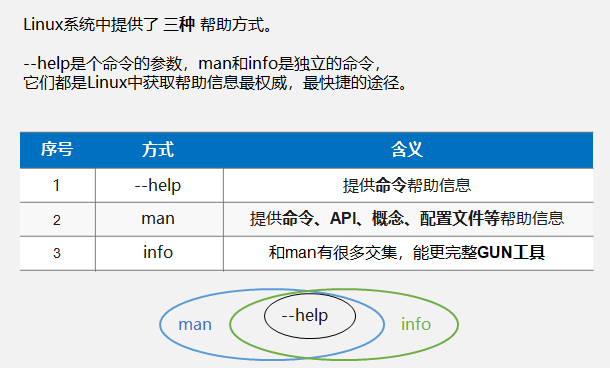 Linux系统中提供了 三种 帮助方式。
--help是个命令的参数，man和info是独立的命令，
它们都是Linux中获取帮助信息最权威，最快捷的途径。
序号 方式 含义
1 --help 提供命令帮助信息
2 man 提供命令、API、概念、配置文件等帮助信息
3 info 和man有很多交集，能更完整GUN工具
man --help info